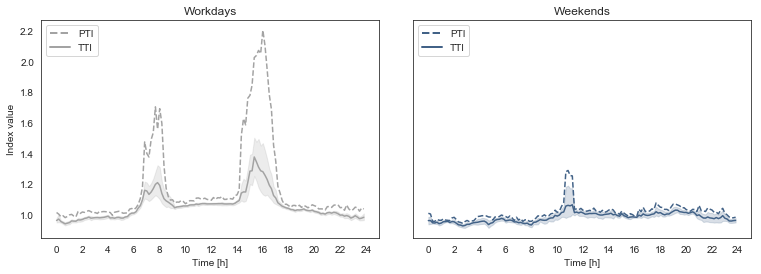 Workdays
Weekends
PTI
TTI
PTI
TTI
Index value
2.2
2.0
1.8
1.6
1.4
1.2
1.0
0 2 4 6 8 10 12 14 16 18 20 22 24
0 2 4 6 8 10 12 14 16 18 20 22 24
Time [h]
Time [h]